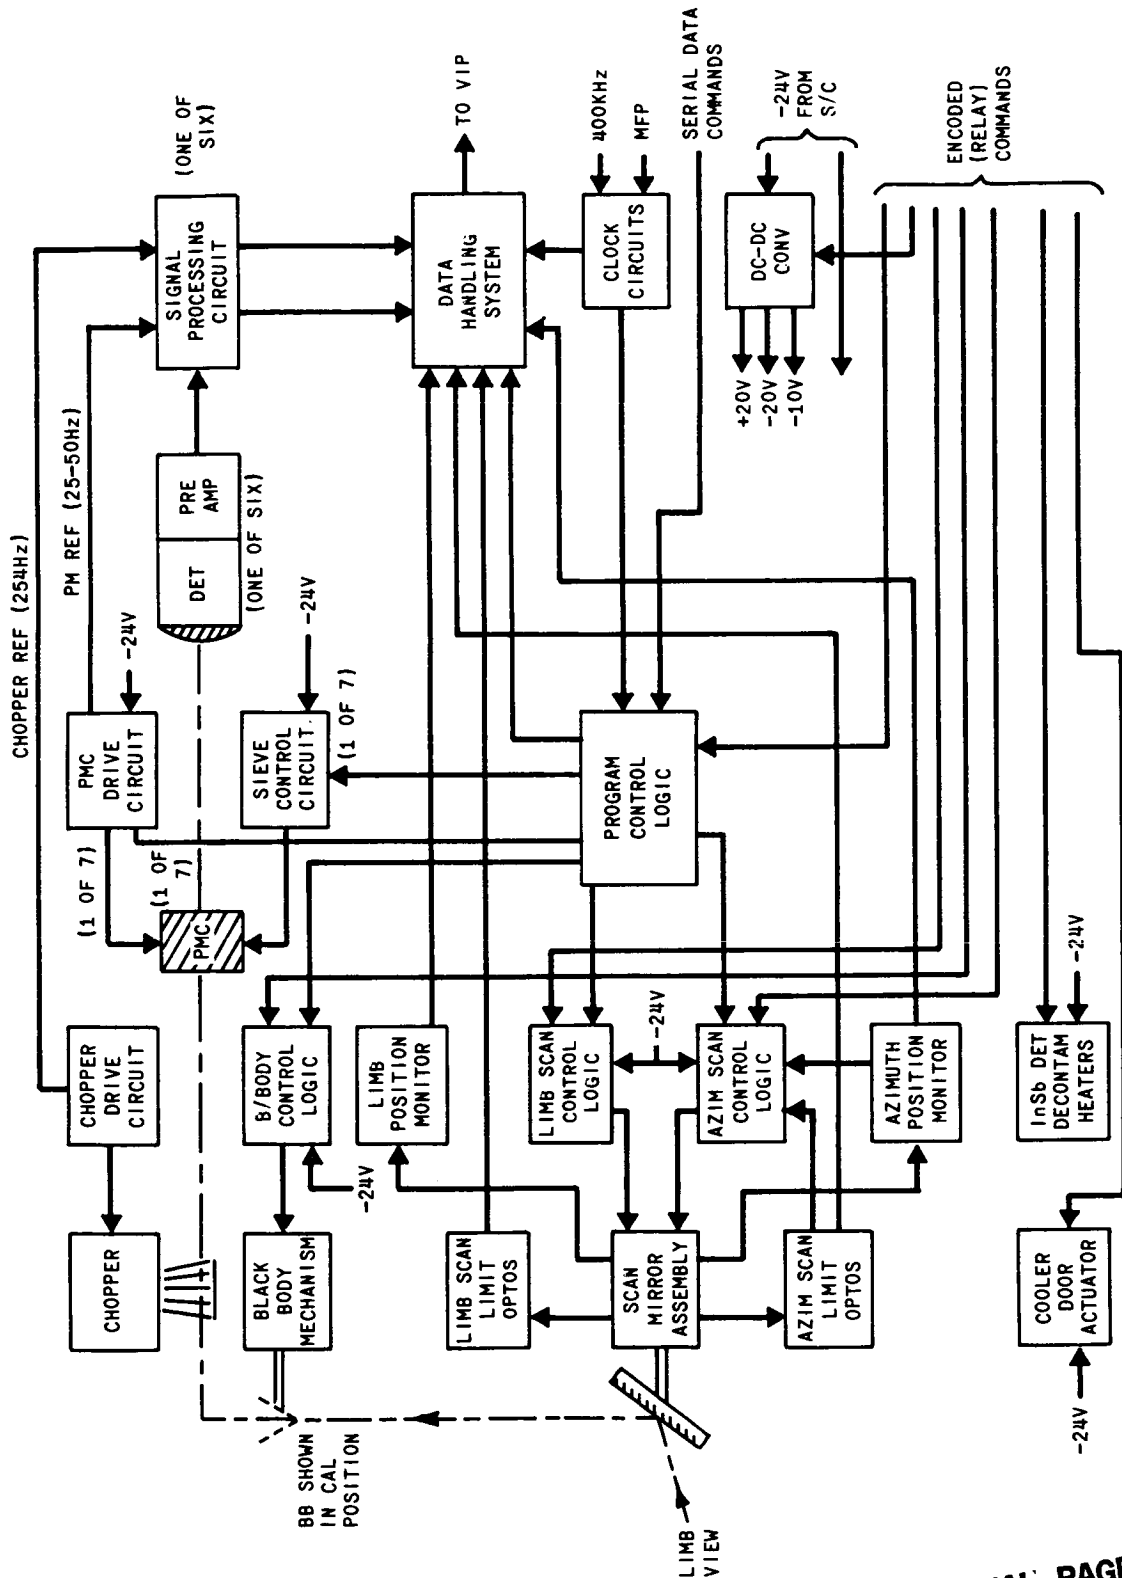 CHOPPER REF (254Hz)
PM REF (25-50Hz)
(ONE OF
SIX)
SIGNAL
PROCESSING
CIRCUIT
PRE
AMP
DET
(ONE OF SIX)
-24V
PMC
DRIVE
CIRCUIT
-24V
SIEVE
CONTROL
CIRCUIT.
(1 OF 7)
(1 OF 7)
(1 OF
7)
PMC
CHOPPER
DRIVE
CIRCUIT
CHOPPER
B/BODY
CONTROL
LOGIC
-24V
BLACK
BODY
MECHANISM
BB SHOWN
IN CAL
POSITION
LIMB
POSITION
MONITOR
TO VIP
DATA
HANDLING
SYSTEM
400KHz
MFP
CLOCK
CIRCUITS
SERIAL DATA
COMMANDS
-24V
FROM
S/C
DC-DC
CONV
+20V
-20V
-10V
ENCODED
(RELAY)
COMMANDS
PROGRAM
CONTROL
LOGIC
LIMB SCAN
CONTROL
LOGIC
-24V
AZIM SCAN
CONTROL
LOGIC
AZIMUTH
POSITION
MONITOR
LIMB SCAN
LIMIT
OPTOS
SCAN
MIRROR
ASSEMBLY
AZIM SCAN
LIMIT
OPTOS
LIMB
VIEW
InSb DET
DECONTAM
HEATERS
-24V
COOLER
DOOR
ACTUATOR
-24V
PAGE